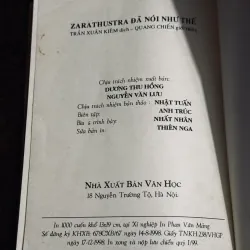 ZARATHUSTRA ĐÃ NÓI NHƯ THẾ
TRẦN XUÂN KIÊM dịch - QUANG CHIẾN
Chịu trách nhiệm xuất bản:
DƯƠNG THU HỒNG
NGUYỄN VĂN LƯU
Chịu trách nhiệm bản thảo: NHẬT TUẤN
Biên tập: ANH TRÚC
Bìa & trình bày: NHẤT NHÂN
Sửa bản in: THIÊN NGA
NHÀ XUẤT BẢN VĂN HỌC
18 Nguyễn Trường Tộ, Hà Nội
In 1000 cuốn khổ 13x19 cm, tại Xí nghiệp In Phan Văn Mảng
Số đăng ký KHXB: 67/CXB/67 ngày 14-8-1998. Giấy TNKH 238/VHGP
ngày 17-12-1998. In xong và nộp lưu chiểu quý 1/99.